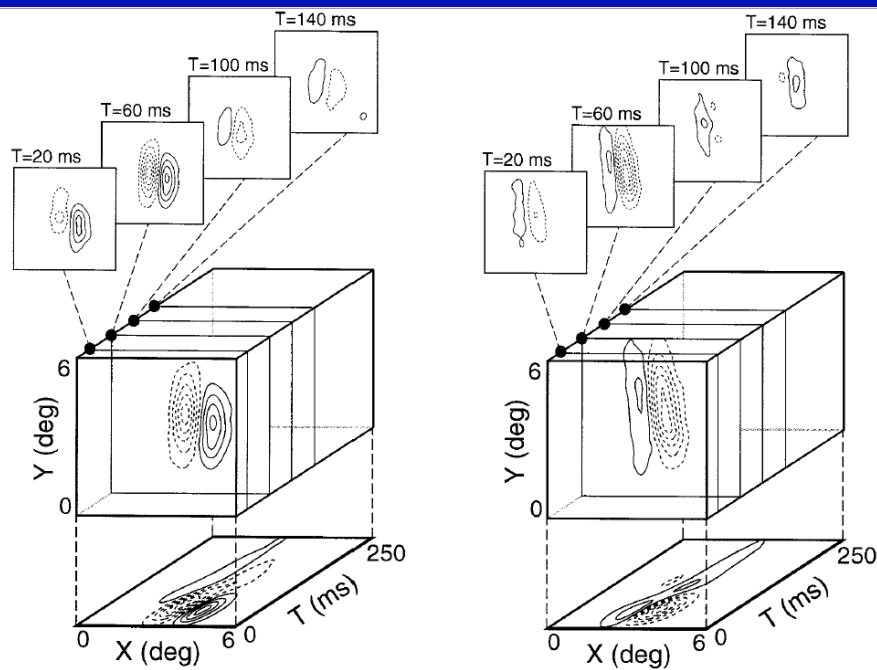 T=140 ms
T=100 ms
T=60 ms
T=20 ms
6
Y (deg)
0
250
T (ms)
0
6
0
X (deg)
T=140 ms
T=100 ms
T=60 ms
T=20 ms
6
Y (deg)
0
250
T (ms)
0
6
0
X (deg)